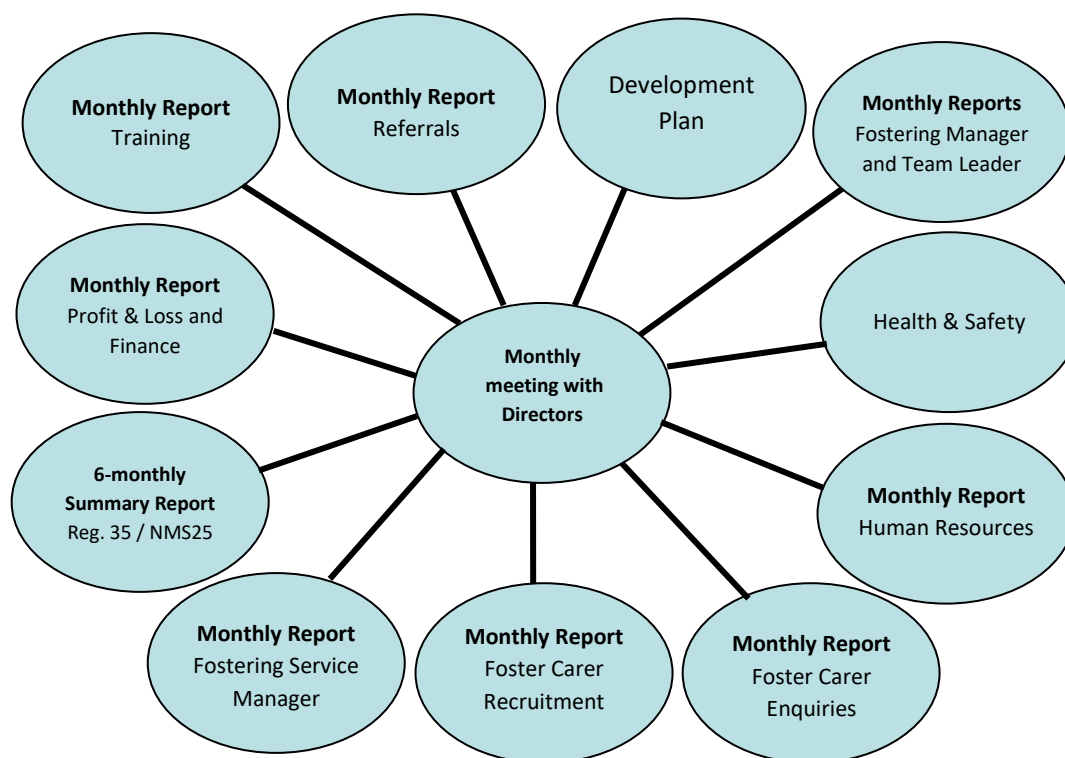 Monthly Report
Training
Monthly Report
Referrals
Development
Plan
Monthly Reports
Fostering Manager
and Team Leader
Monthly Report
Profit & Loss and
Finance
Health & Safety
Monthly
meeting with
Directors
6-monthly
Summary Report
Reg. 35 / NMS25
Monthly Report
Human Resources
Monthly Report
Fostering Service
Manager
Monthly Report
Foster Carer
Recruitment
Monthly Report
Foster Carer
Enquiries